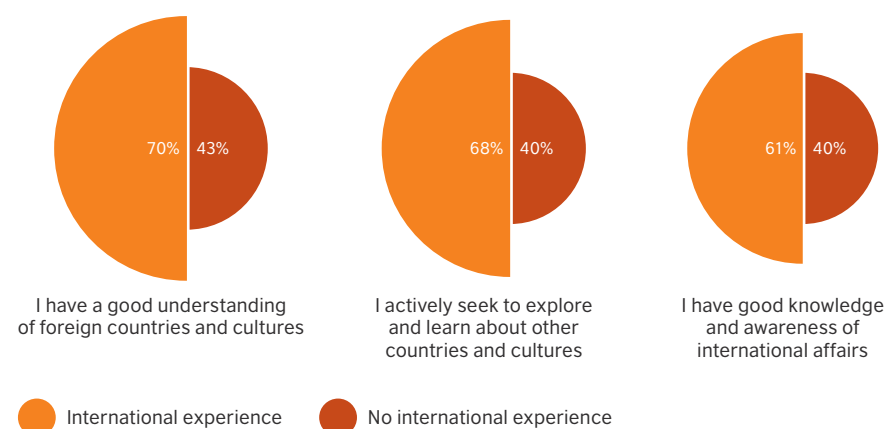 70% 43%
68% 40%
61% 40%
I have a good understanding
of foreign countries and cultures
I actively seek to explore
and learn about other
countries and cultures
I have good knowledge
and awareness of
international affairs
International experience
No international experience